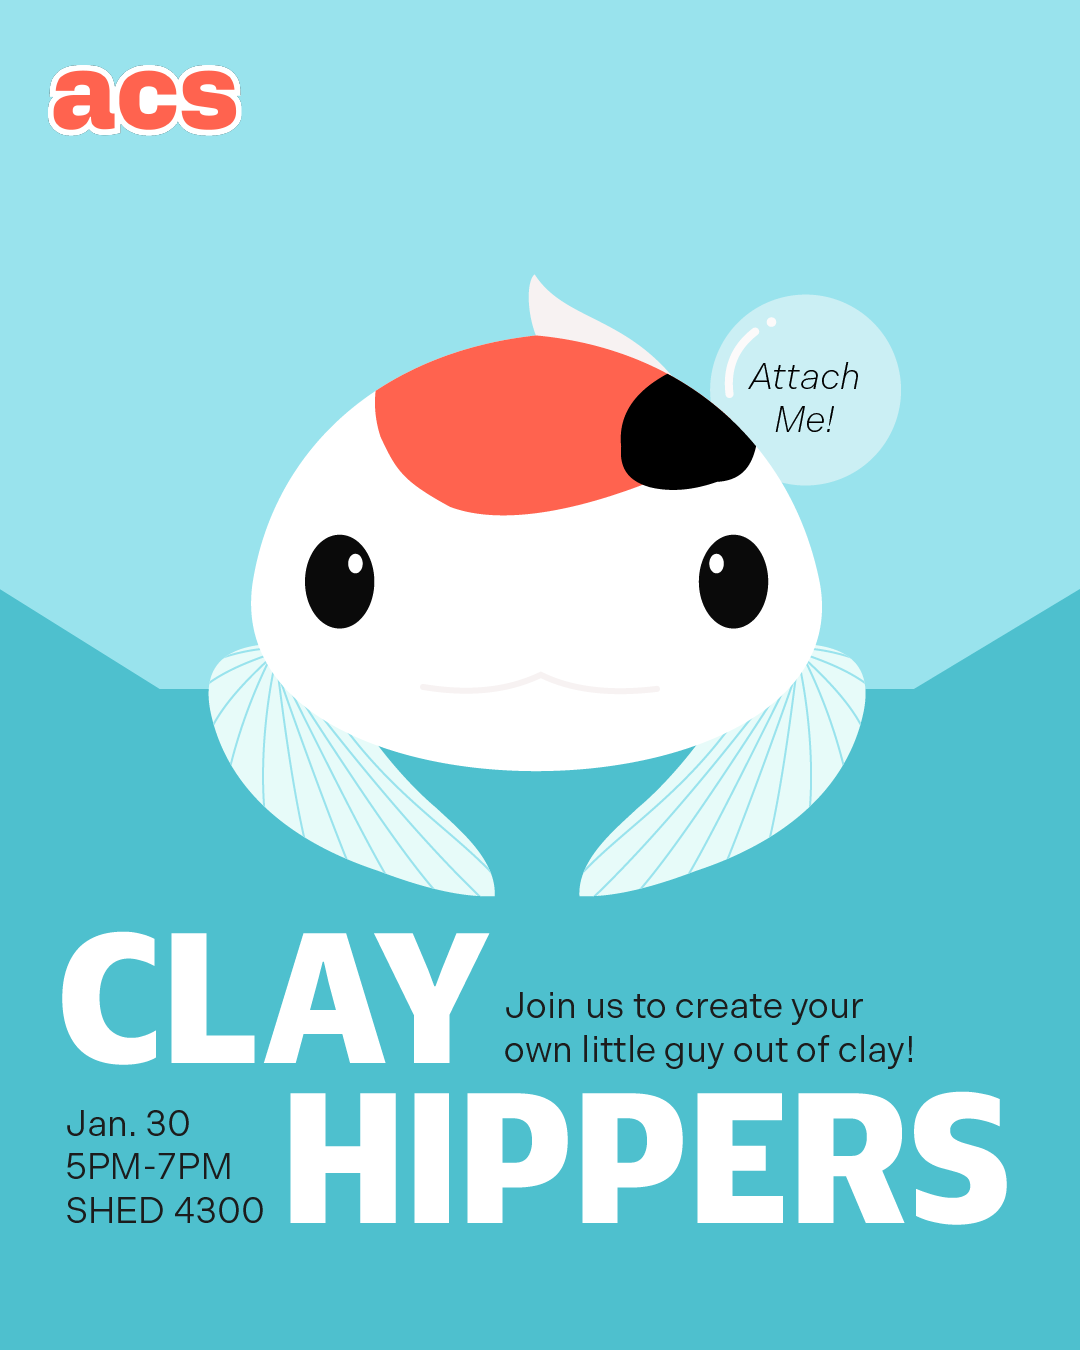 acs
Attach
Me!
CLAY
Join us to create your
own little guy out of clay!
HIPPERS
Jan. 30
5PM-7PM
SHED 4300